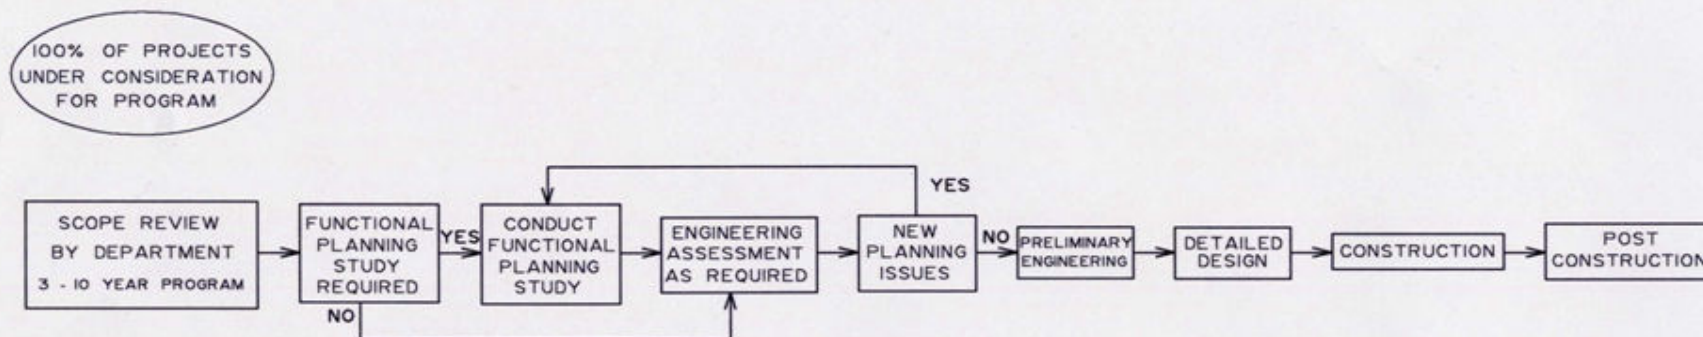 100% OF PROJECTS
UNDER CONSIDERATION
FOR PROGRAM
SCOPE REVIEW
BY DEPARTMENT
3 - 10 YEAR PROGRAM
FUNCTIONAL
PLANNING
STUDY
REQUIRED
YES
NO
CONDUCT
FUNCTIONAL
PLANNING
STUDY
ENGINEERING
ASSESSMENT
AS REQUIRED
NEW
PLANNING
ISSUES
YES
NO
PRELIMINARY
ENGINEERING
DETAILED
DESIGN
CONSTRUCTION
POST
CONSTRUCTION